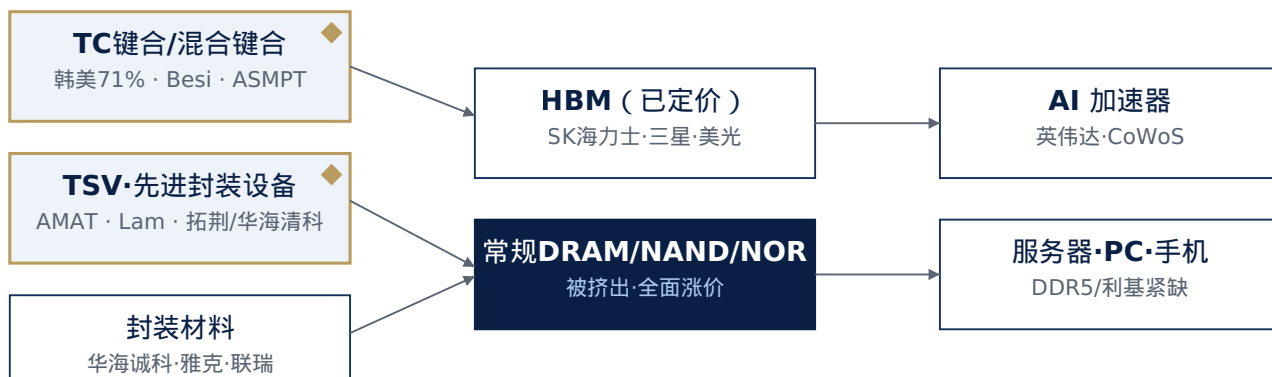 TC键合/混合键合
韩美71% · Besi · ASMPT
TSV·先进封装设备
AMAT · Lam · 拓荆/华海清科
封装材料
华海诚科·雅克·联瑞
HBM（已定价）
SK海力士·三星·美光
常规DRAM/NAND/NOR
被挤出·全面涨价
AI 加速器
英伟达·CoWoS
服务器·PC·手机
DDR5/利基紧缺